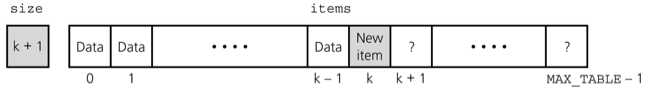 size items
k + 1 Data Data •••• Data New item ? •••• ?
0 1 k – 1 k k + 1 MAX_TABLE – 1